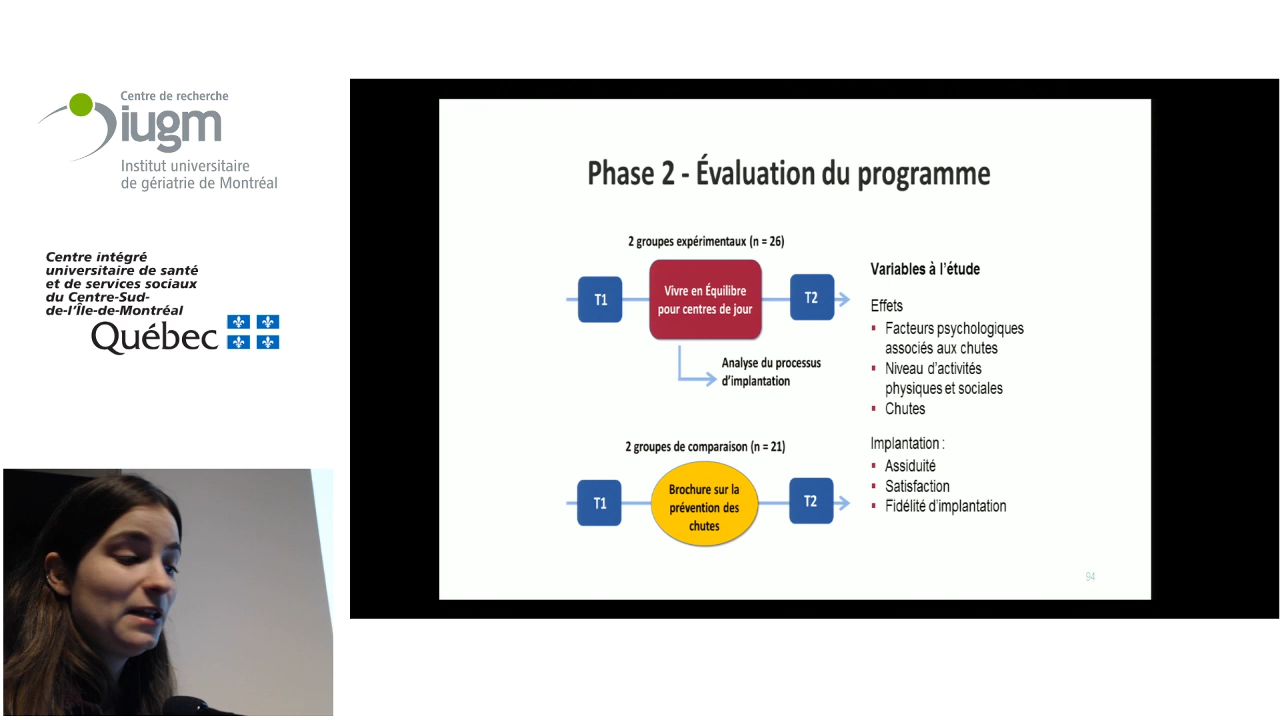 Centre de recherche
iugm
Institut universitaire
de gériatrie de Montréal
Centre intégré
universitaire de santé
et de services sociaux
du Centre-Sud-
de-l'Île-de-Montréal
Québec
Phase 2 - Évaluation du programme
2 groupes expérimentaux (n = 26)
T1
Vivre en Équilibre
pour centres de jour
T2
Analyse du processus
d'implantation
2 groupes de comparaison (n = 21)
T1
Brochure sur la
prévention des
chutes
T2
Variables à l'étude
Effets
▪ Facteurs psychologiques
associés aux chutes
▪ Niveau d'activités
physiques et sociales
▪ Chutes
Implantation :
▪ Assiduité
▪ Satisfaction
▪ Fidélité d'implantation
94